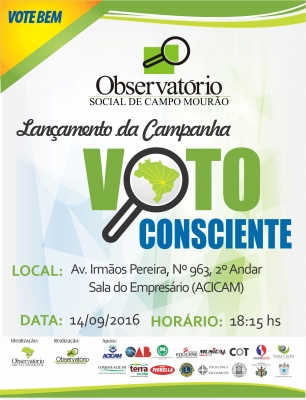 VOTE BEM
Observatório
SOCIAL DE CAMPO MOURÃO
Lançamento da Campanha
VOTO
CONSCIENTE
LOCAL: Av. Irmãos Pereira, Nº 963, 2º Andar
Sala do Empresário (ACICAM)
DATA: 14/09/2016 HORÁRIO: 18:15 hs
Idealização: Realização: Apoio:
Observatório Observatório ACICAM OAB COT
terra